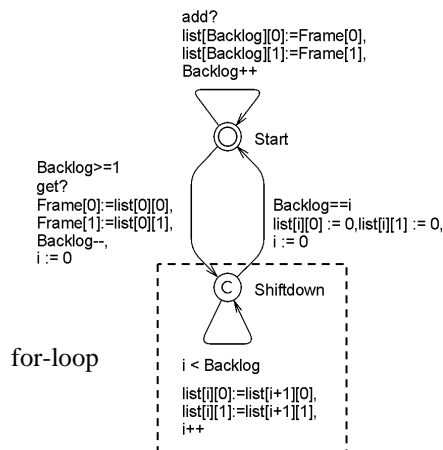 add?
list[Backlog][0]:=Frame[0],
list[Backlog][1]:=Frame[1],
Backlog++
Start
Backlog>=1
get?
Frame[0]:=list[0][0],
Frame[1]:=list[0][1],
Backlog--,
i := 0
Backlog==i
list[i][0] := 0,list[i][1] := 0,
i := 0
C
Shiftdown
for-loop
i < Backlog
list[i][0]:=list[i+1][0],
list[i][1]:=list[i+1][1],
i++